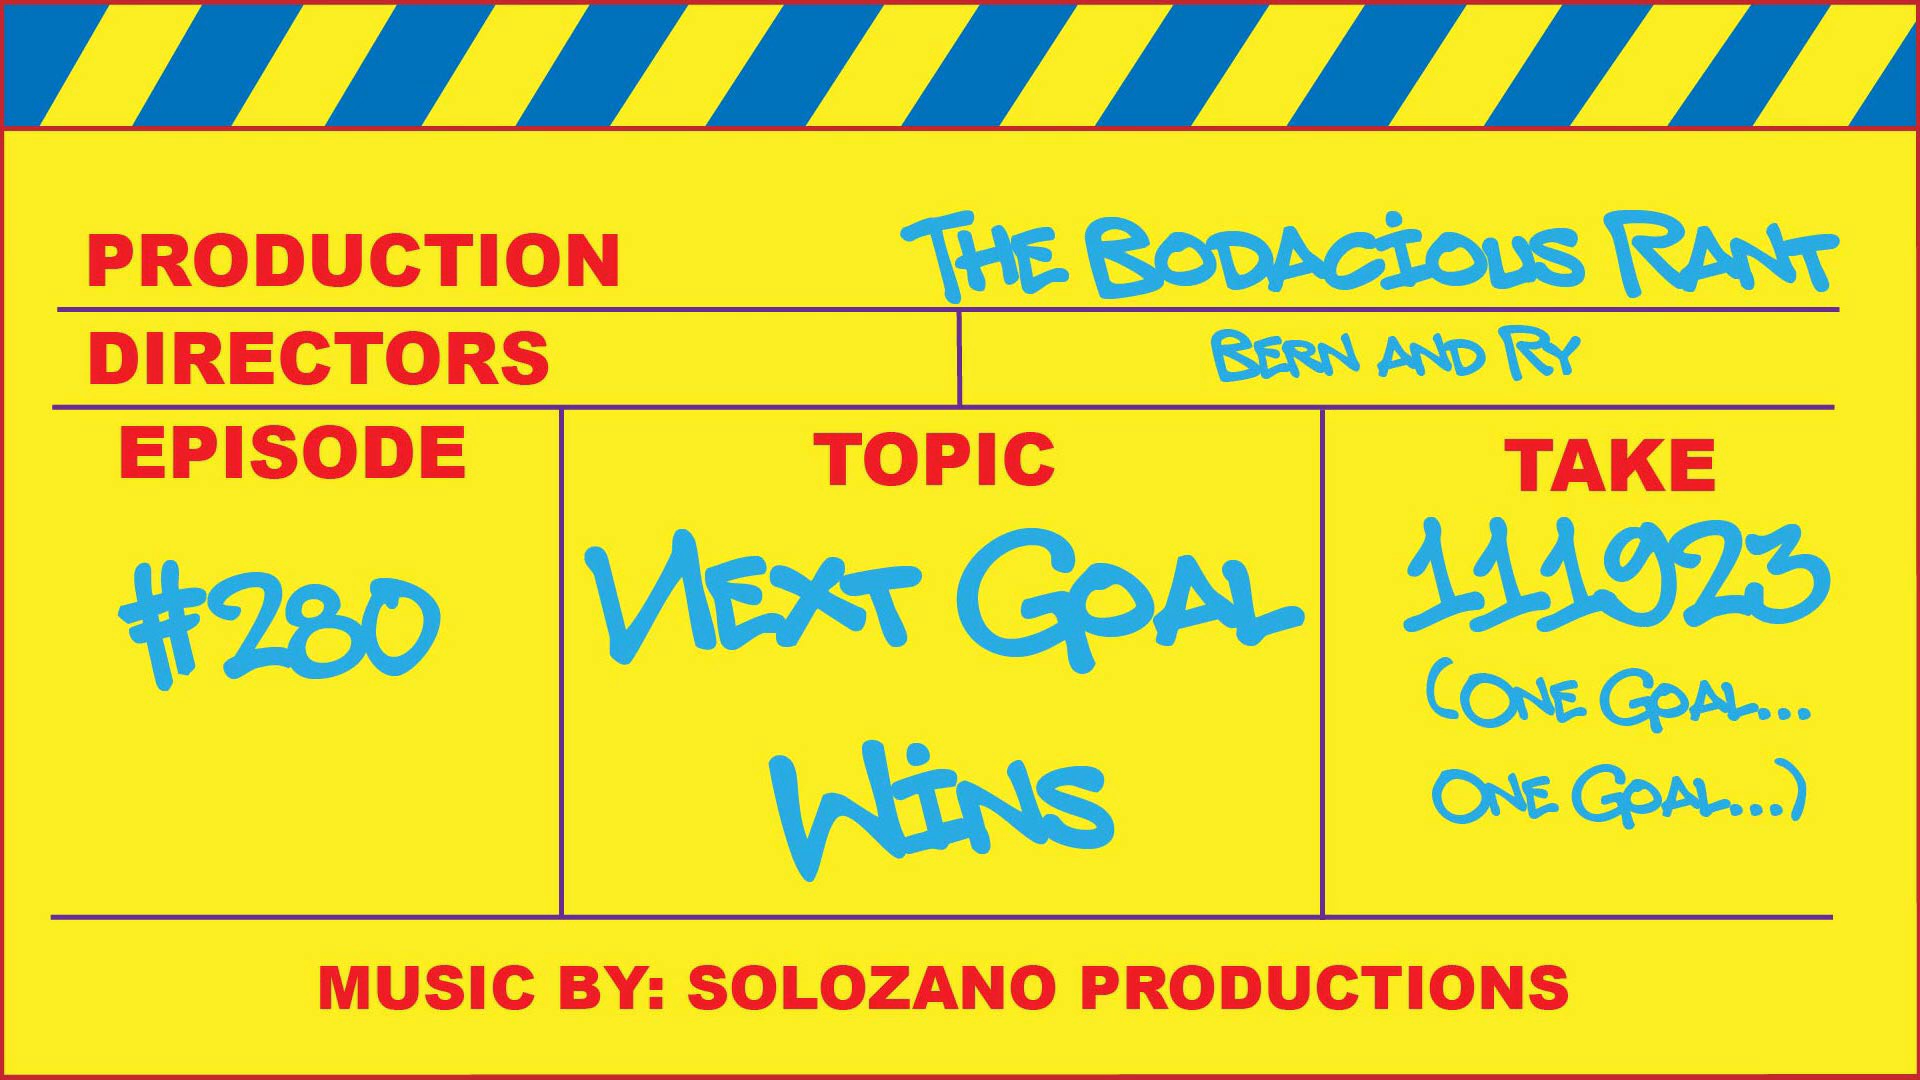 PRODUCTION THE BODACIOUS RANT
DIRECTORS BERN AND RY
EPISODE
#280
TOPIC
NEXT GOAL
WINS
TAKE
111923
(ONE GOAL...
ONE GOAL...)
MUSIC BY: SOLOZANO PRODUCTIONS